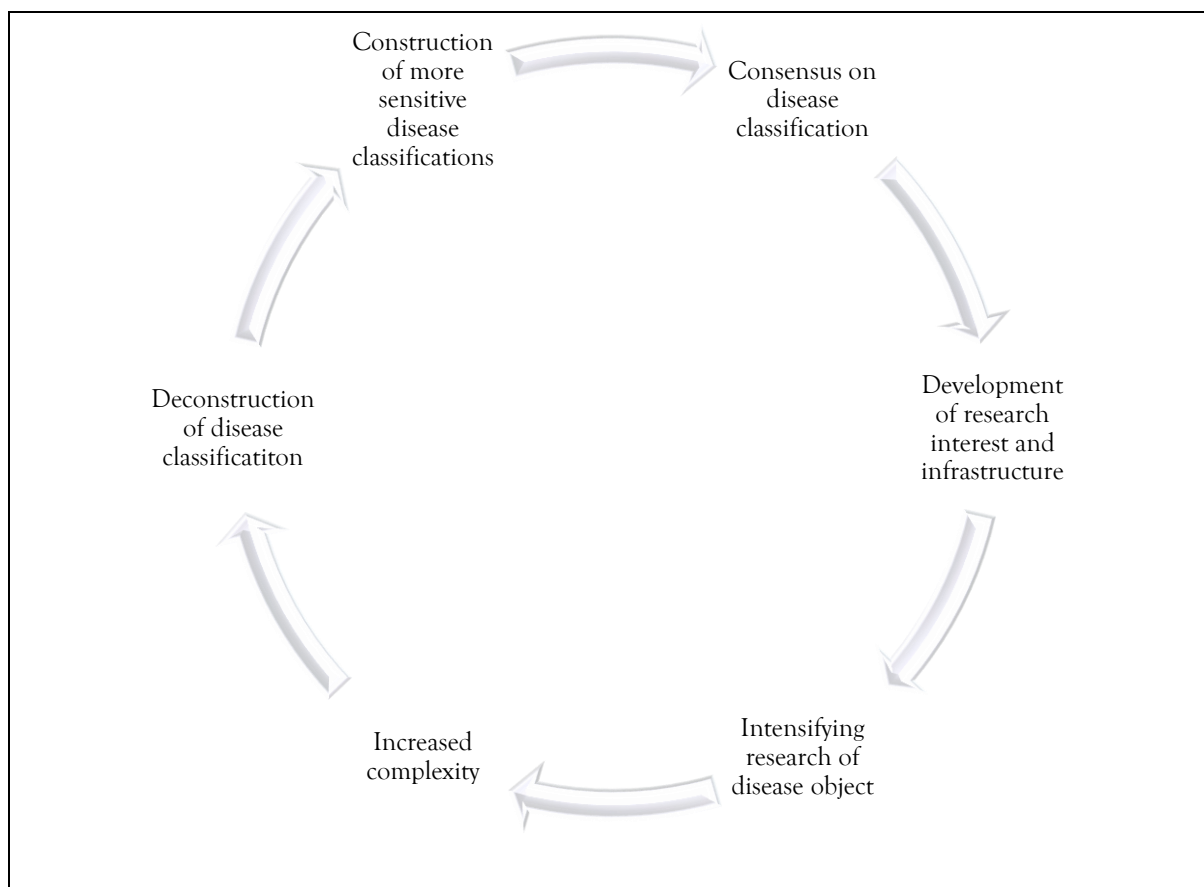 Construction
of more
sensitive
disease
classifications
Consensus on
disease
classification
Development
of research
interest and
infrastructure
Intensifying
research of
disease object
Increased
complexity
Deconstruction
of disease
classificatiton